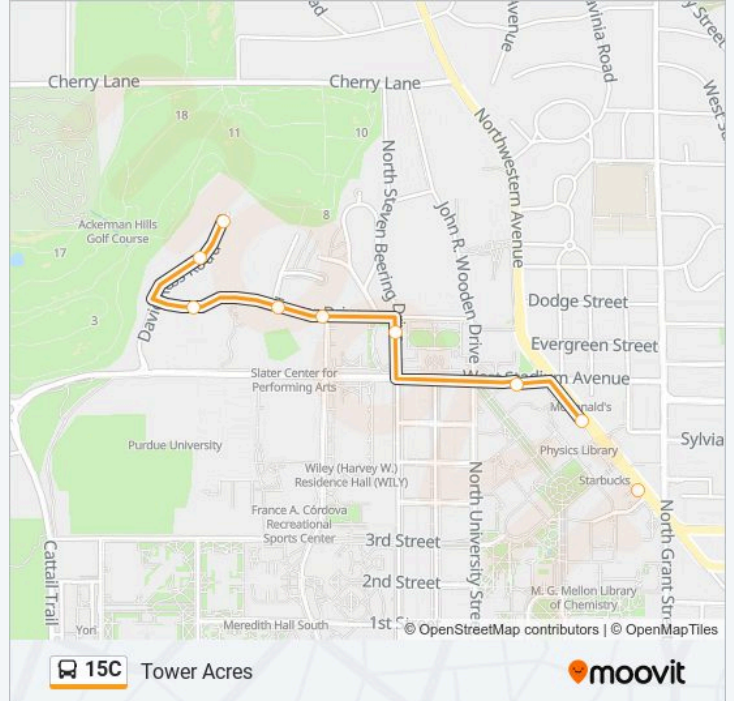 Cherry Lane
Cherry Lane
18
11
10
Northwestern Avenue
North Steven Beering
John R. Wooden Drive
Ackerman Hills
Golf Course
8
17
3
Dodge Street
Evergreen Street
West Stadium Avenue
Slater Center for
Performing Arts
McDonald's
Purdue University
Physics Library
Sylvia
Wiley (Harvey W.)
Residence Hall (WILY)
Starbucks
France A. Córdova
Recreational
Sports Center
3rd Street
2nd Street
North University Stree
North Grant Street
Cattail Trail
M. G. Mellon Library
of Chemistry
Meredith Hall South
1st S
Yon
© OpenStreetMap contributors | © OpenMapTiles
15C Tower Acres
moovit